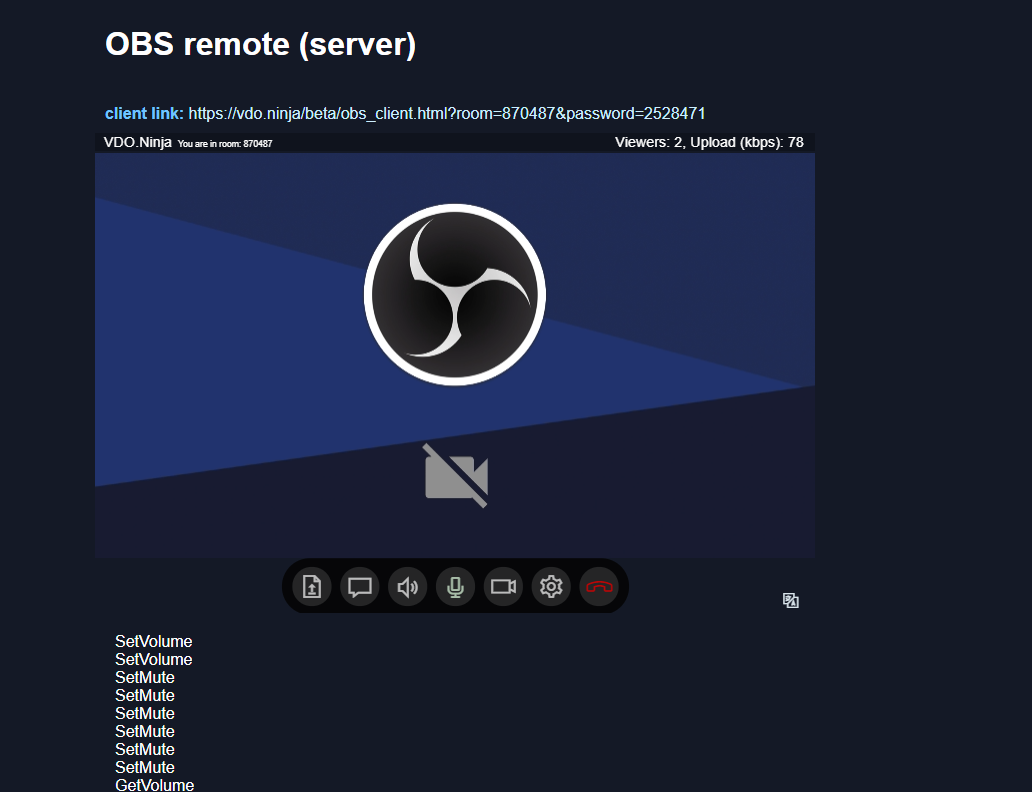 OBS remote (server)
client link: https://vdo.ninja/beta/obs_client.html?room=870487&password=2528471
VDO.Ninja You are in room: 870487 Viewers: 2, Upload (kbps): 78
SetVolume
SetVolume
SetMute
SetMute
SetMute
SetMute
SetMute
SetMute
GetVolume